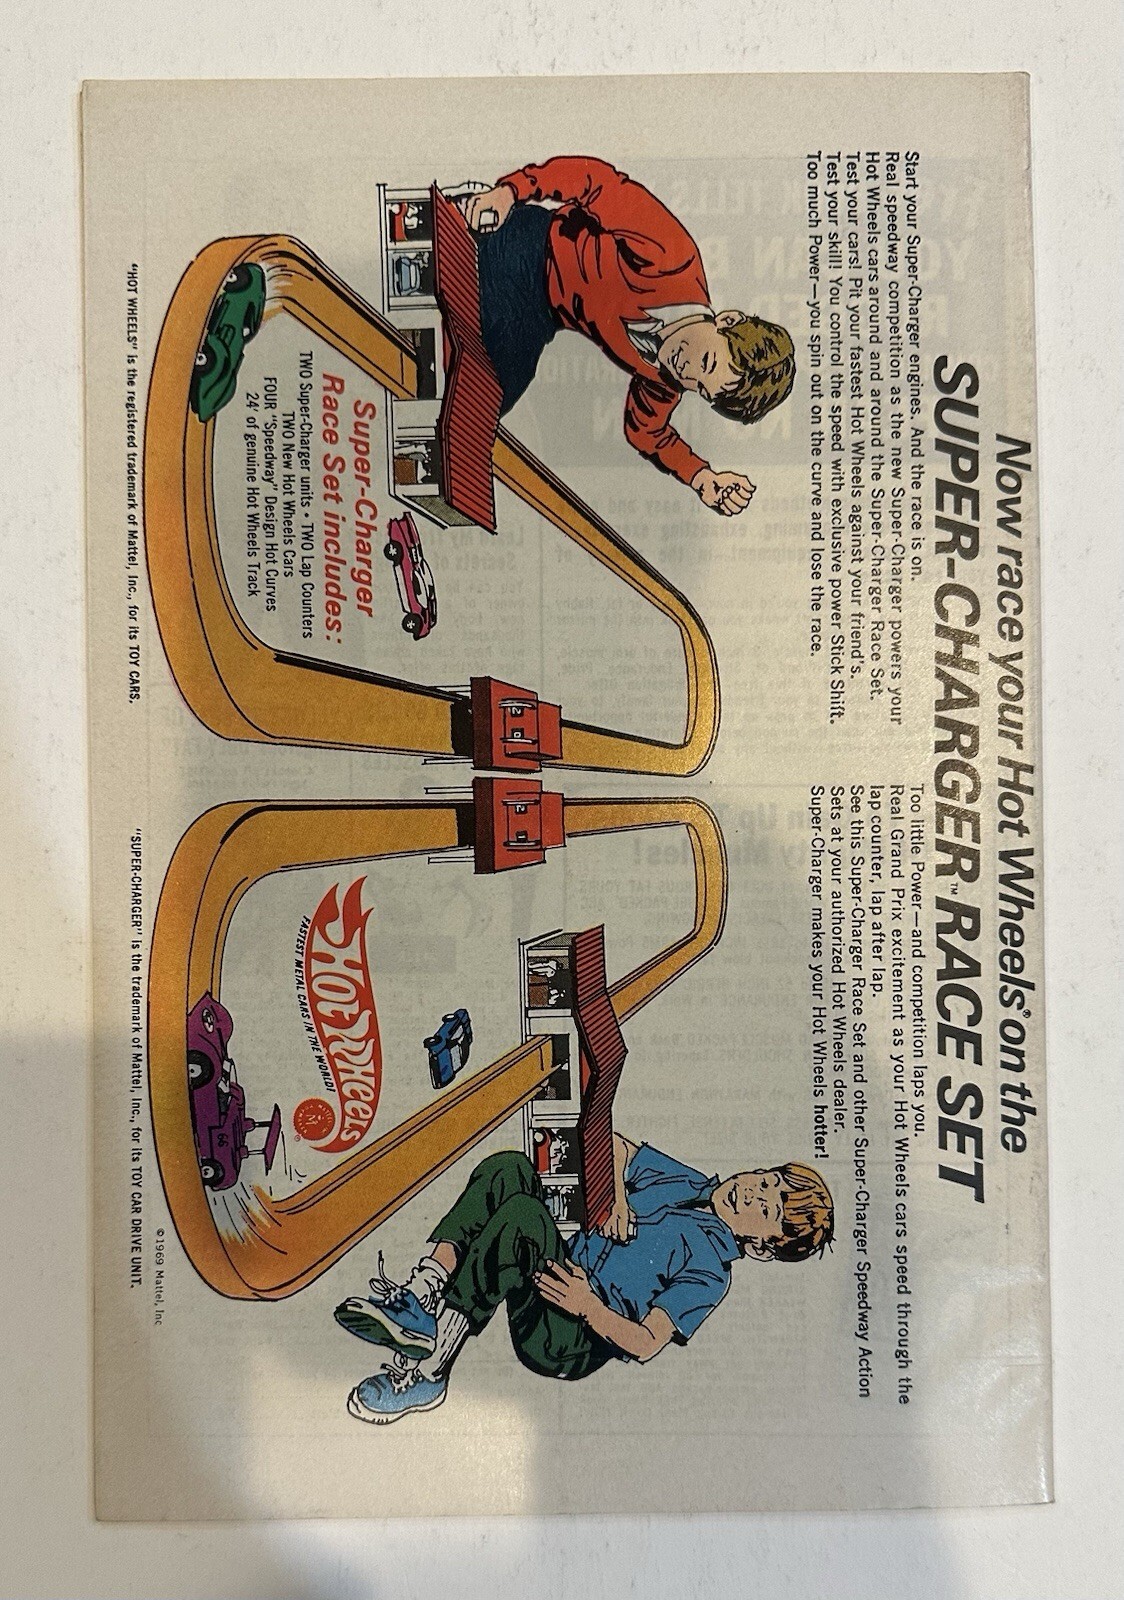 Now race your Hot Wheels® on the
SUPER-CHARGER™ RACE SET
Start your Super-Charger engines. And the race is on.
Real speedway competition as the new Super-Charger powers your
Hot Wheels cars around and around the Super-Charger Race Set.
Test your cars! Pit your fastest Hot Wheels against your friend's.
Test your skill! You control the speed with exclusive power Stick Shift.
Too much Power—you spin out on the curve and lose the race.
Too little Power—and competition laps you.
Real Grand Prix excitement as your Hot Wheels cars speed through the
lap counter, lap after lap.
See this Super-Charger Race Set and other Super-Charger Speedway Action
Sets at your authorized Hot Wheels dealer.
Super-Charger makes your Hot Wheels hotter!
Super-Charger
Race Set includes:
TWO Super-Charger units • TWO Lap Counters
TWO New Hot Wheels Cars
FOUR "Speedway" Design Hot Curves
24' of genuine Hot Wheels Track
2 0
2 1
HOT WHEELS
FASTEST METAL CARS IN THE WORLD!
M
®
66
© 1969 Mattel, Inc
"HOT WHEELS" is the registered trademark of Mattel, Inc., for its TOY CARS.
"SUPER-CHARGER" is the trademark of Mattel, Inc., for its TOY CAR DRIVE UNIT.